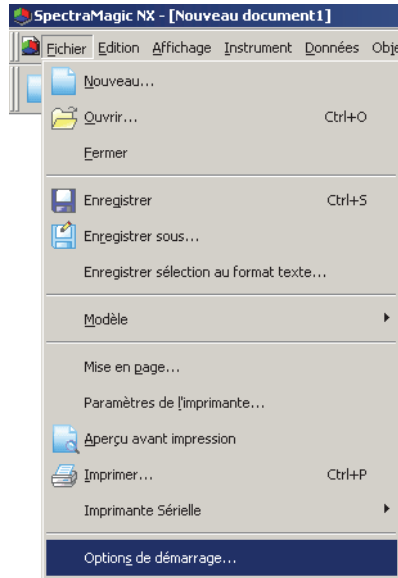 SpectraMagic NX - [Nouveau document1]
Fichier Edition Affichage Instrument Données Obje
Nouveau...
Ouvrir... Ctrl+O
Fermer
Enregistrer Ctrl+S
Enregistrer sous...
Enregistrer sélection au format texte...
Modèle
Mise en page...
Paramètres de l'imprimante...
Aperçu avant impression
Imprimer... Ctrl+P
Imprimante Sérielle
Options de démarrage...